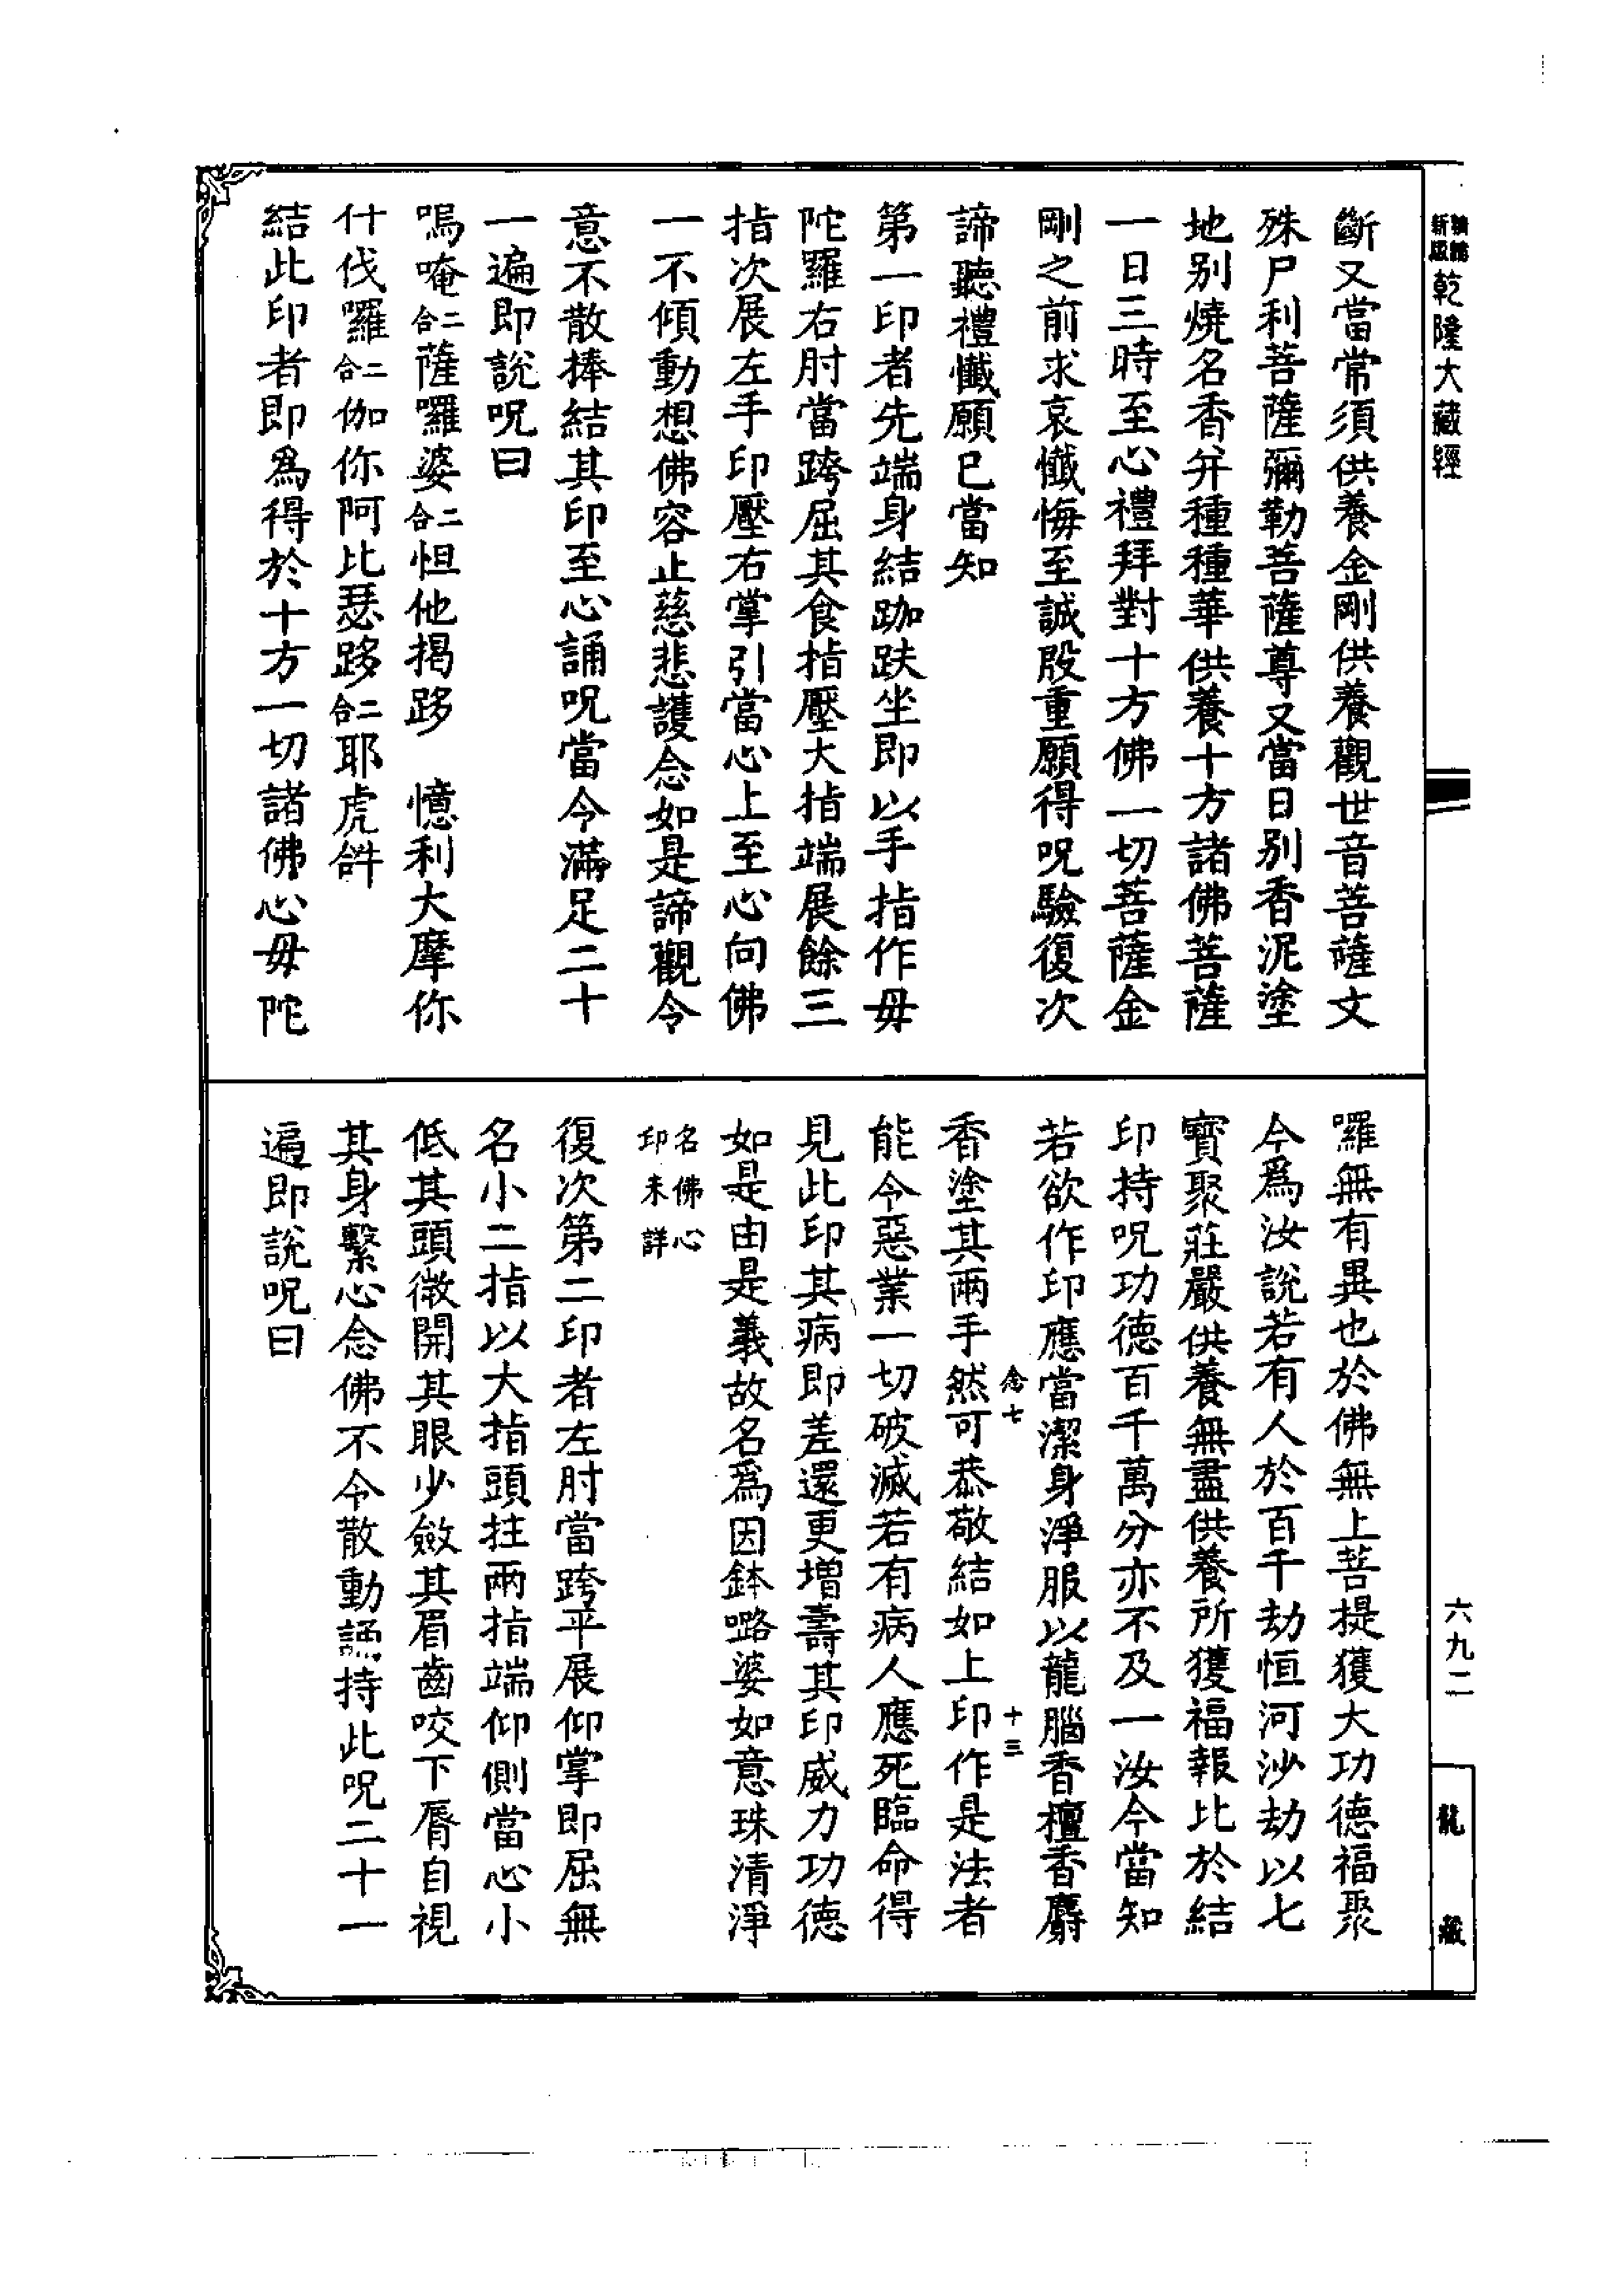 乾隆大藏經
斷又當常須供養金剛供養觀世音菩薩文
殊尸利菩薩彌勒菩薩尊又當日別香泥塗
地別燒名香并種種華供養十方諸佛菩薩
一日三時至心禮拜對十方佛一切菩薩金
剛之前求哀懺悔至誠殷重願得呪驗復次
諦聽禮懺願已當知
第一印者先端身結跏趺坐即以手指作毋
陀羅右肘當跨屈其食指壓大指端展餘三
指次展左手印壓右掌引當心上至心向佛
一不傾動想佛容止慈悲護念如是諦觀令
意不散捧結其印至心誦呪當令滿足二十
一遍即說呪曰
嗚唵二合薩囉婆二合怛他揭跢 憶利大摩你
什伐囉二合伽你阿比瑟跢二合耶虎𤙖
結此印者即爲得於十方一切諸佛心毋陀
囉無有異也於佛無上菩提獲大功德福聚
今爲汝說若有人於百千劫恒河沙劫以七
寶聚莊嚴供養無盡供養所獲福報比於結
印持呪功德百千萬分亦不及一汝今當知
若欲作印應當潔身淨服以龍腦香檀香麝
念七 十三
香塗其兩手然可恭敬結如上印作是法者
能令惡業一切破滅若有病人應死臨命得
見此印其病即差還更增壽其印威力功德
如是由是義故名爲因鉢㗉婆如意珠清淨
名佛心
印未詳
復次第二印者左肘當跨平展仰掌即屈無
名小二指以大指頭拄兩指端仰側當心小
低其頭微開其眼少斂其眉齒咬下脣自視
其身繫心念佛不令散動誦持此呪二十一
遍即說呪曰
六九二
龍藏